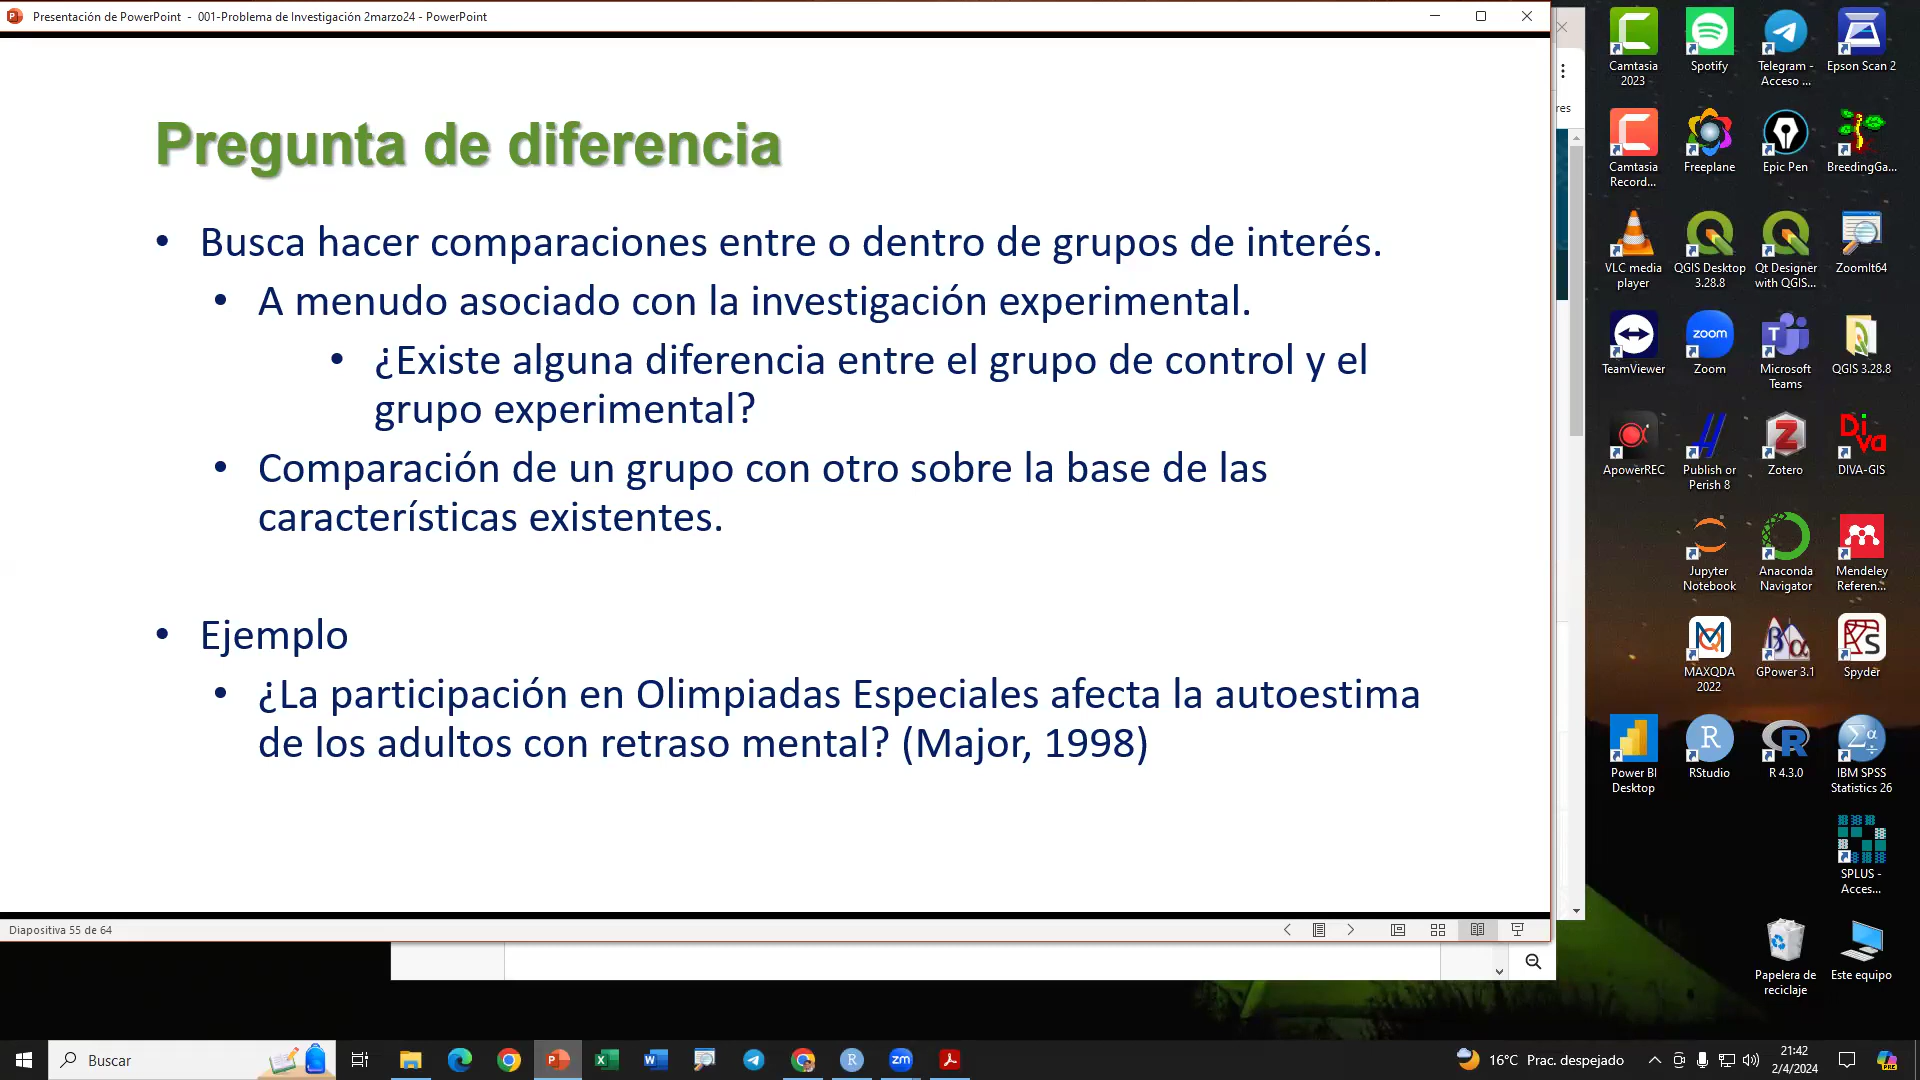 Presentación de PowerPoint - 001-Problema de Investigación 2marzo24 - PowerPoint
Pregunta de diferencia
• Busca hacer comparaciones entre o dentro de grupos de interés.
• A menudo asociado con la investigación experimental.
• ¿Existe alguna diferencia entre el grupo de control y el
grupo experimental?
• Comparación de un grupo con otro sobre la base de las
características existentes.
• Ejemplo
• ¿La participación en Olimpiadas Especiales afecta la autoestima
de los adultos con retraso mental? (Major, 1998)
Diapositiva 55 de 64
res
Camtasia
2023
Spotify
Telegram -
Acceso ...
Epson Scan 2
Camtasia
Record...
Freeplane
Epic Pen
BreedingGa...
VLC media
player
QGIS Desktop
3.28.8
Qt Designer
with QGIS...
ZoomIt64
TeamViewer
zoom
Zoom
Microsoft
Teams
QGIS 3.28.8
ApowerREC
Publish or
Perish 8
Zotero
Diva
DIVA-GIS
Jupyter
Notebook
Anaconda
Navigator
Mendeley
Referen...
MAXQDA
2022
GPower 3.1
Spyder
Power BI
Desktop
RStudio
R 4.3.0
IBM SPSS
Statistics 26
SPLUS -
Acces...
Papelera de
reciclaje
Este equipo
Buscar
zm
16°C Prac. despejado
21:42
2/4/2024